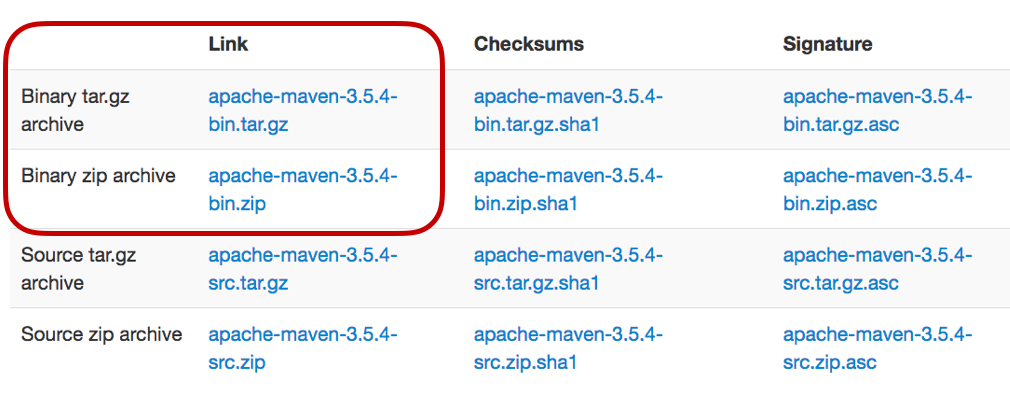 Link Checksums Signature
Binary tar.gz apache-maven-3.5.4- apache-maven-3.5.4- apache-maven-3.5.4-
archive bin.tar.gz bin.tar.gz.sha1 bin.tar.gz.asc
Binary zip archive apache-maven-3.5.4- apache-maven-3.5.4- apache-maven-3.5.4-
bin.zip bin.zip.sha1 bin.zip.asc
Source tar.gz apache-maven-3.5.4- apache-maven-3.5.4- apache-maven-3.5.4-
archive src.tar.gz src.tar.gz.sha1 src.tar.gz.asc
Source zip archive apache-maven-3.5.4- apache-maven-3.5.4- apache-maven-3.5.4-
src.zip src.zip.sha1 src.zip.asc